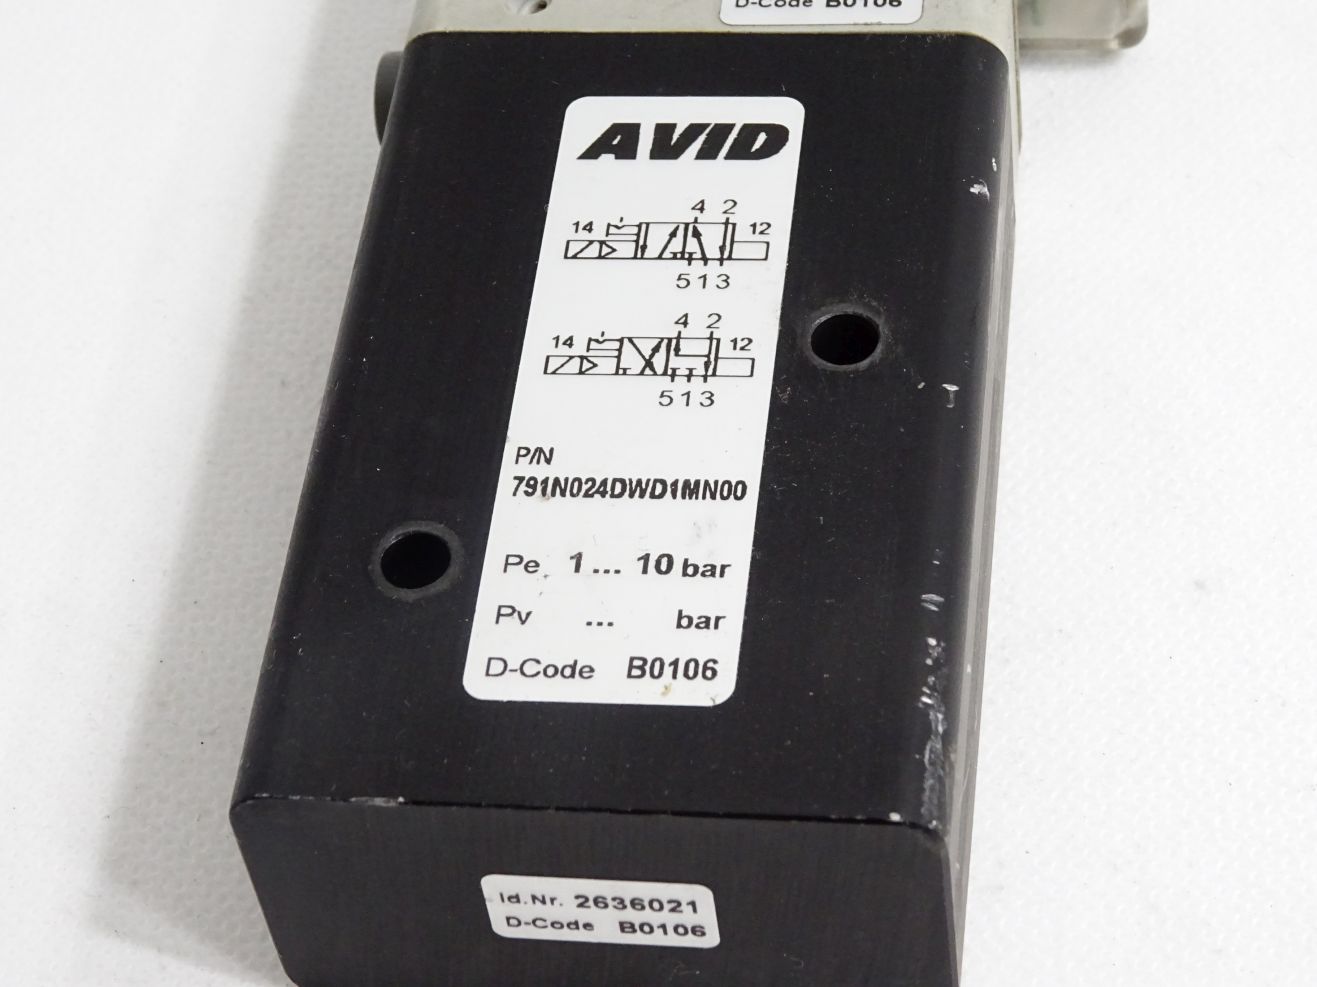 D-Code B0106
AVID
4 2
14 12
5 1 3
4 2
14 12
5 1 3
P/N
791N024DWD1MN00
Pe 1... 10 bar
Pv ... bar
D-Code B0106
Id.Nr. 2636021
D-Code B0106